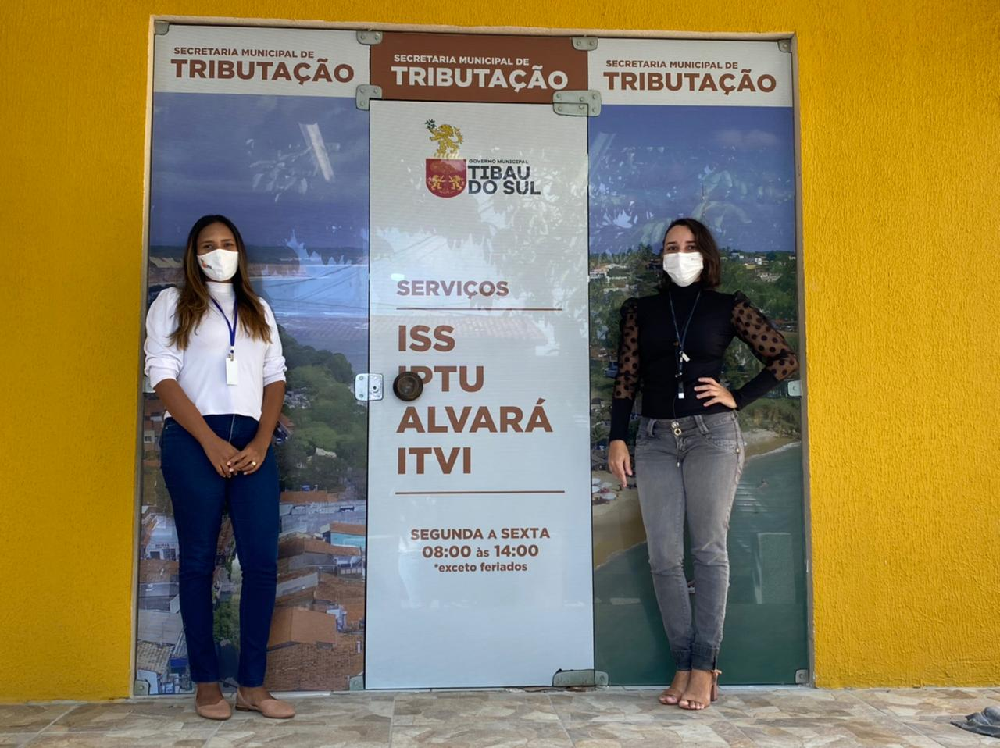 SECRETARIA MUNICIPAL DE
TRIBUTAÇÃO
SECRETARIA MUNICIPAL DE
TRIBUTAÇÃO
SECRETARIA MUNICIPAL DE
TRIBUTAÇÃO
GOVERNO MUNICIPAL
TIBAU
DO SUL
SERVIÇOS
ISS
IPTU
ALVARÁ
ITVI
SEGUNDA A SEXTA
08:00 às 14:00
*exceto feriados